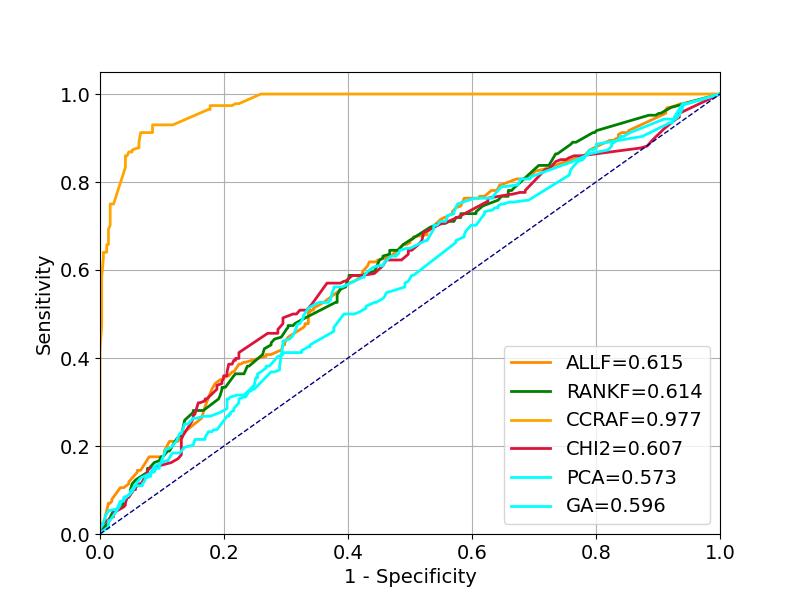 1.0
0.8
0.6
0.4
0.2
0.0
Sensitivity
ALLF=0.615
RANKF=0.614
CCRAF=0.977
CHI2=0.607
PCA=0.573
GA=0.596
0.0 0.2 0.4 0.6 0.8 1.0
1 - Specificity